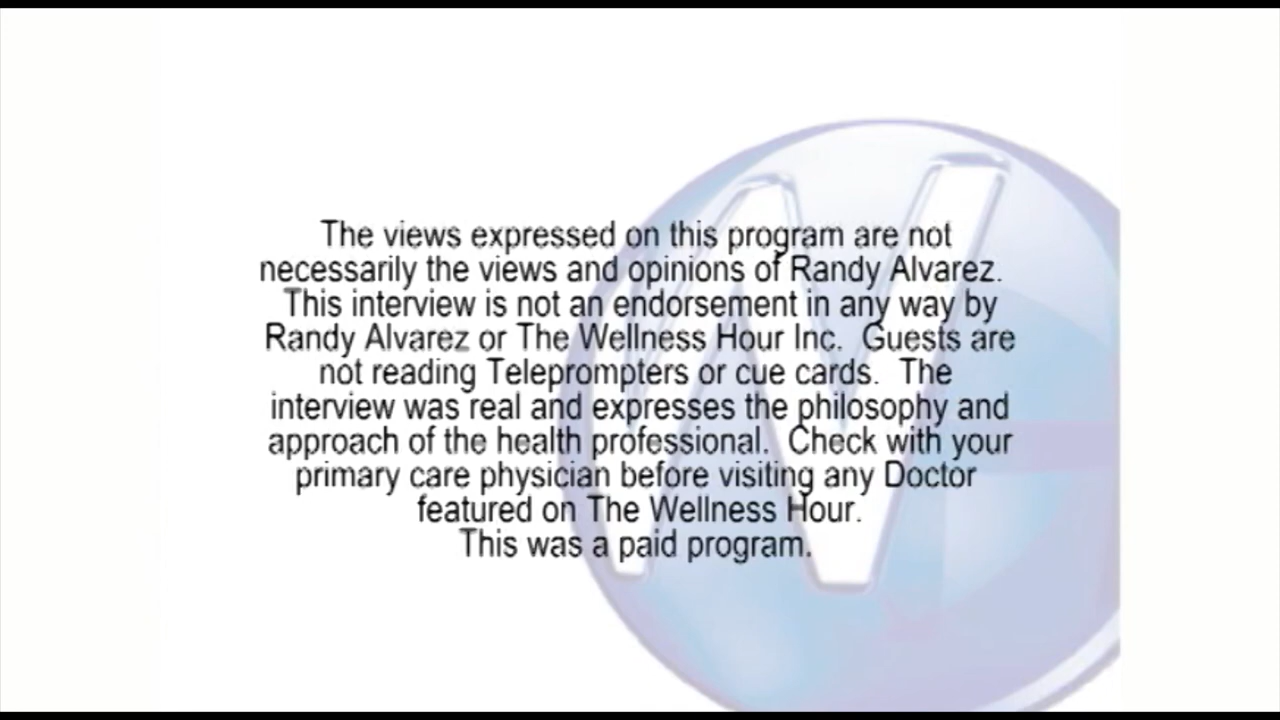 The views expressed on this program are not
necessarily the views and opinions of Randy Alvarez.
This interview is not an endorsement in any way by
Randy Alvarez or The Wellness Hour Inc.  Guests are
not reading Teleprompters or cue cards.  The
interview was real and expresses the philosophy and
approach of the health professional.  Check with your
primary care physician before visiting any Doctor
featured on The Wellness Hour.
This was a paid program.